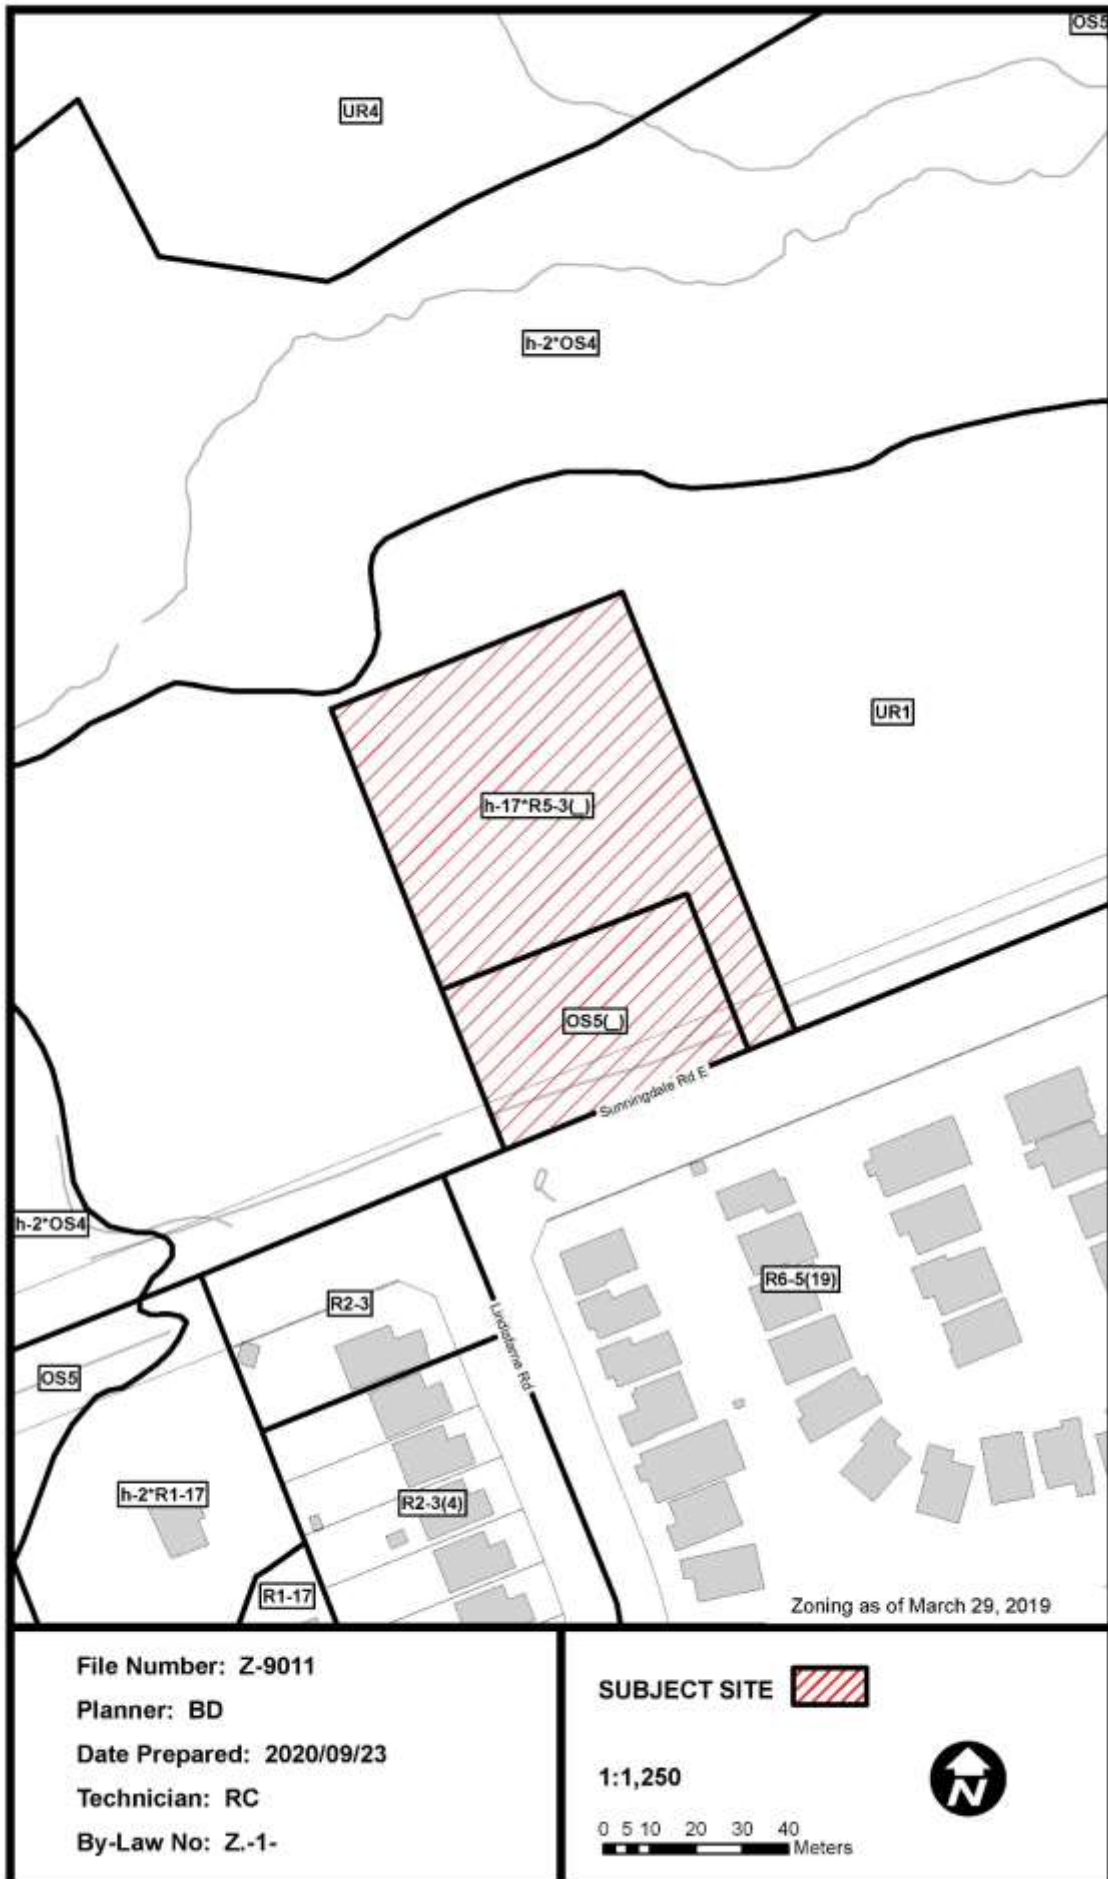 OS5
UR4
h-2*OS4
UR1
h-17*R5-3(_)
OS5(_)
Sunningdale Rd E
h-2*OS4
R6-5(19)
R2-3
Lindisfarne Rd
OS5
h-2*R1-17
R2-3(4)
R1-17
Zoning as of March 29, 2019
File Number: Z-9011
Planner: BD
Date Prepared: 2020/09/23
Technician: RC
By-Law No: Z.-1-
SUBJECT SITE
1:1,250
0 5 10 20 30 40
Meters
N